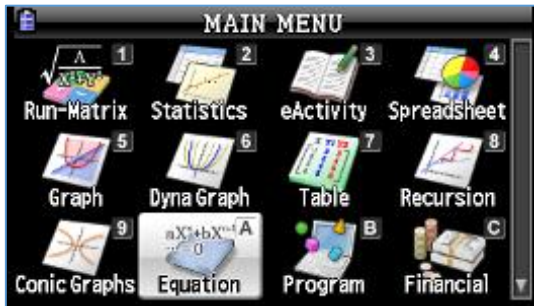 MAIN MENU
1 2 3 4
Run-Matrix Statistics eActivity Spreadsheet
5 6 7 8
Graph Dyna Graph Table Recursion
9 A B C
Conic Graphs Equation Program Financial